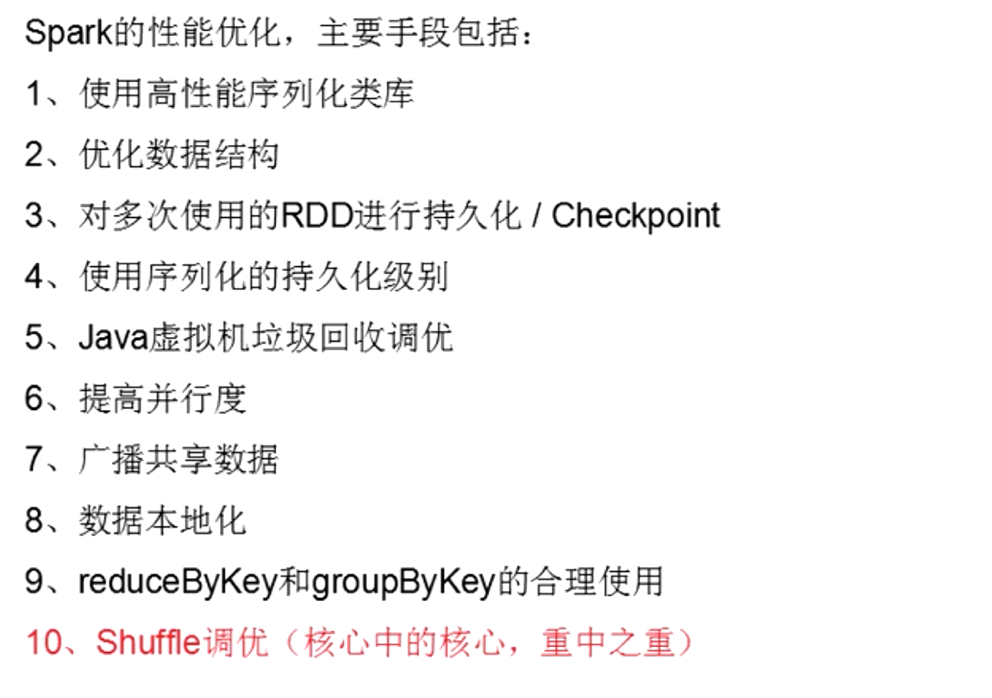 Spark的性能优化，主要手段包括：
1、使用高性能序列化类库
2、优化数据结构
3、对多次使用的RDD进行持久化 / Checkpoint
4、使用序列化的持久化级别
5、Java虚拟机垃圾回收调优
6、提高并行度
7、广播共享数据
8、数据本地化
9、reduceByKey和groupByKey的合理使用
10、Shuffle调优（核心中的核心，重中之重）